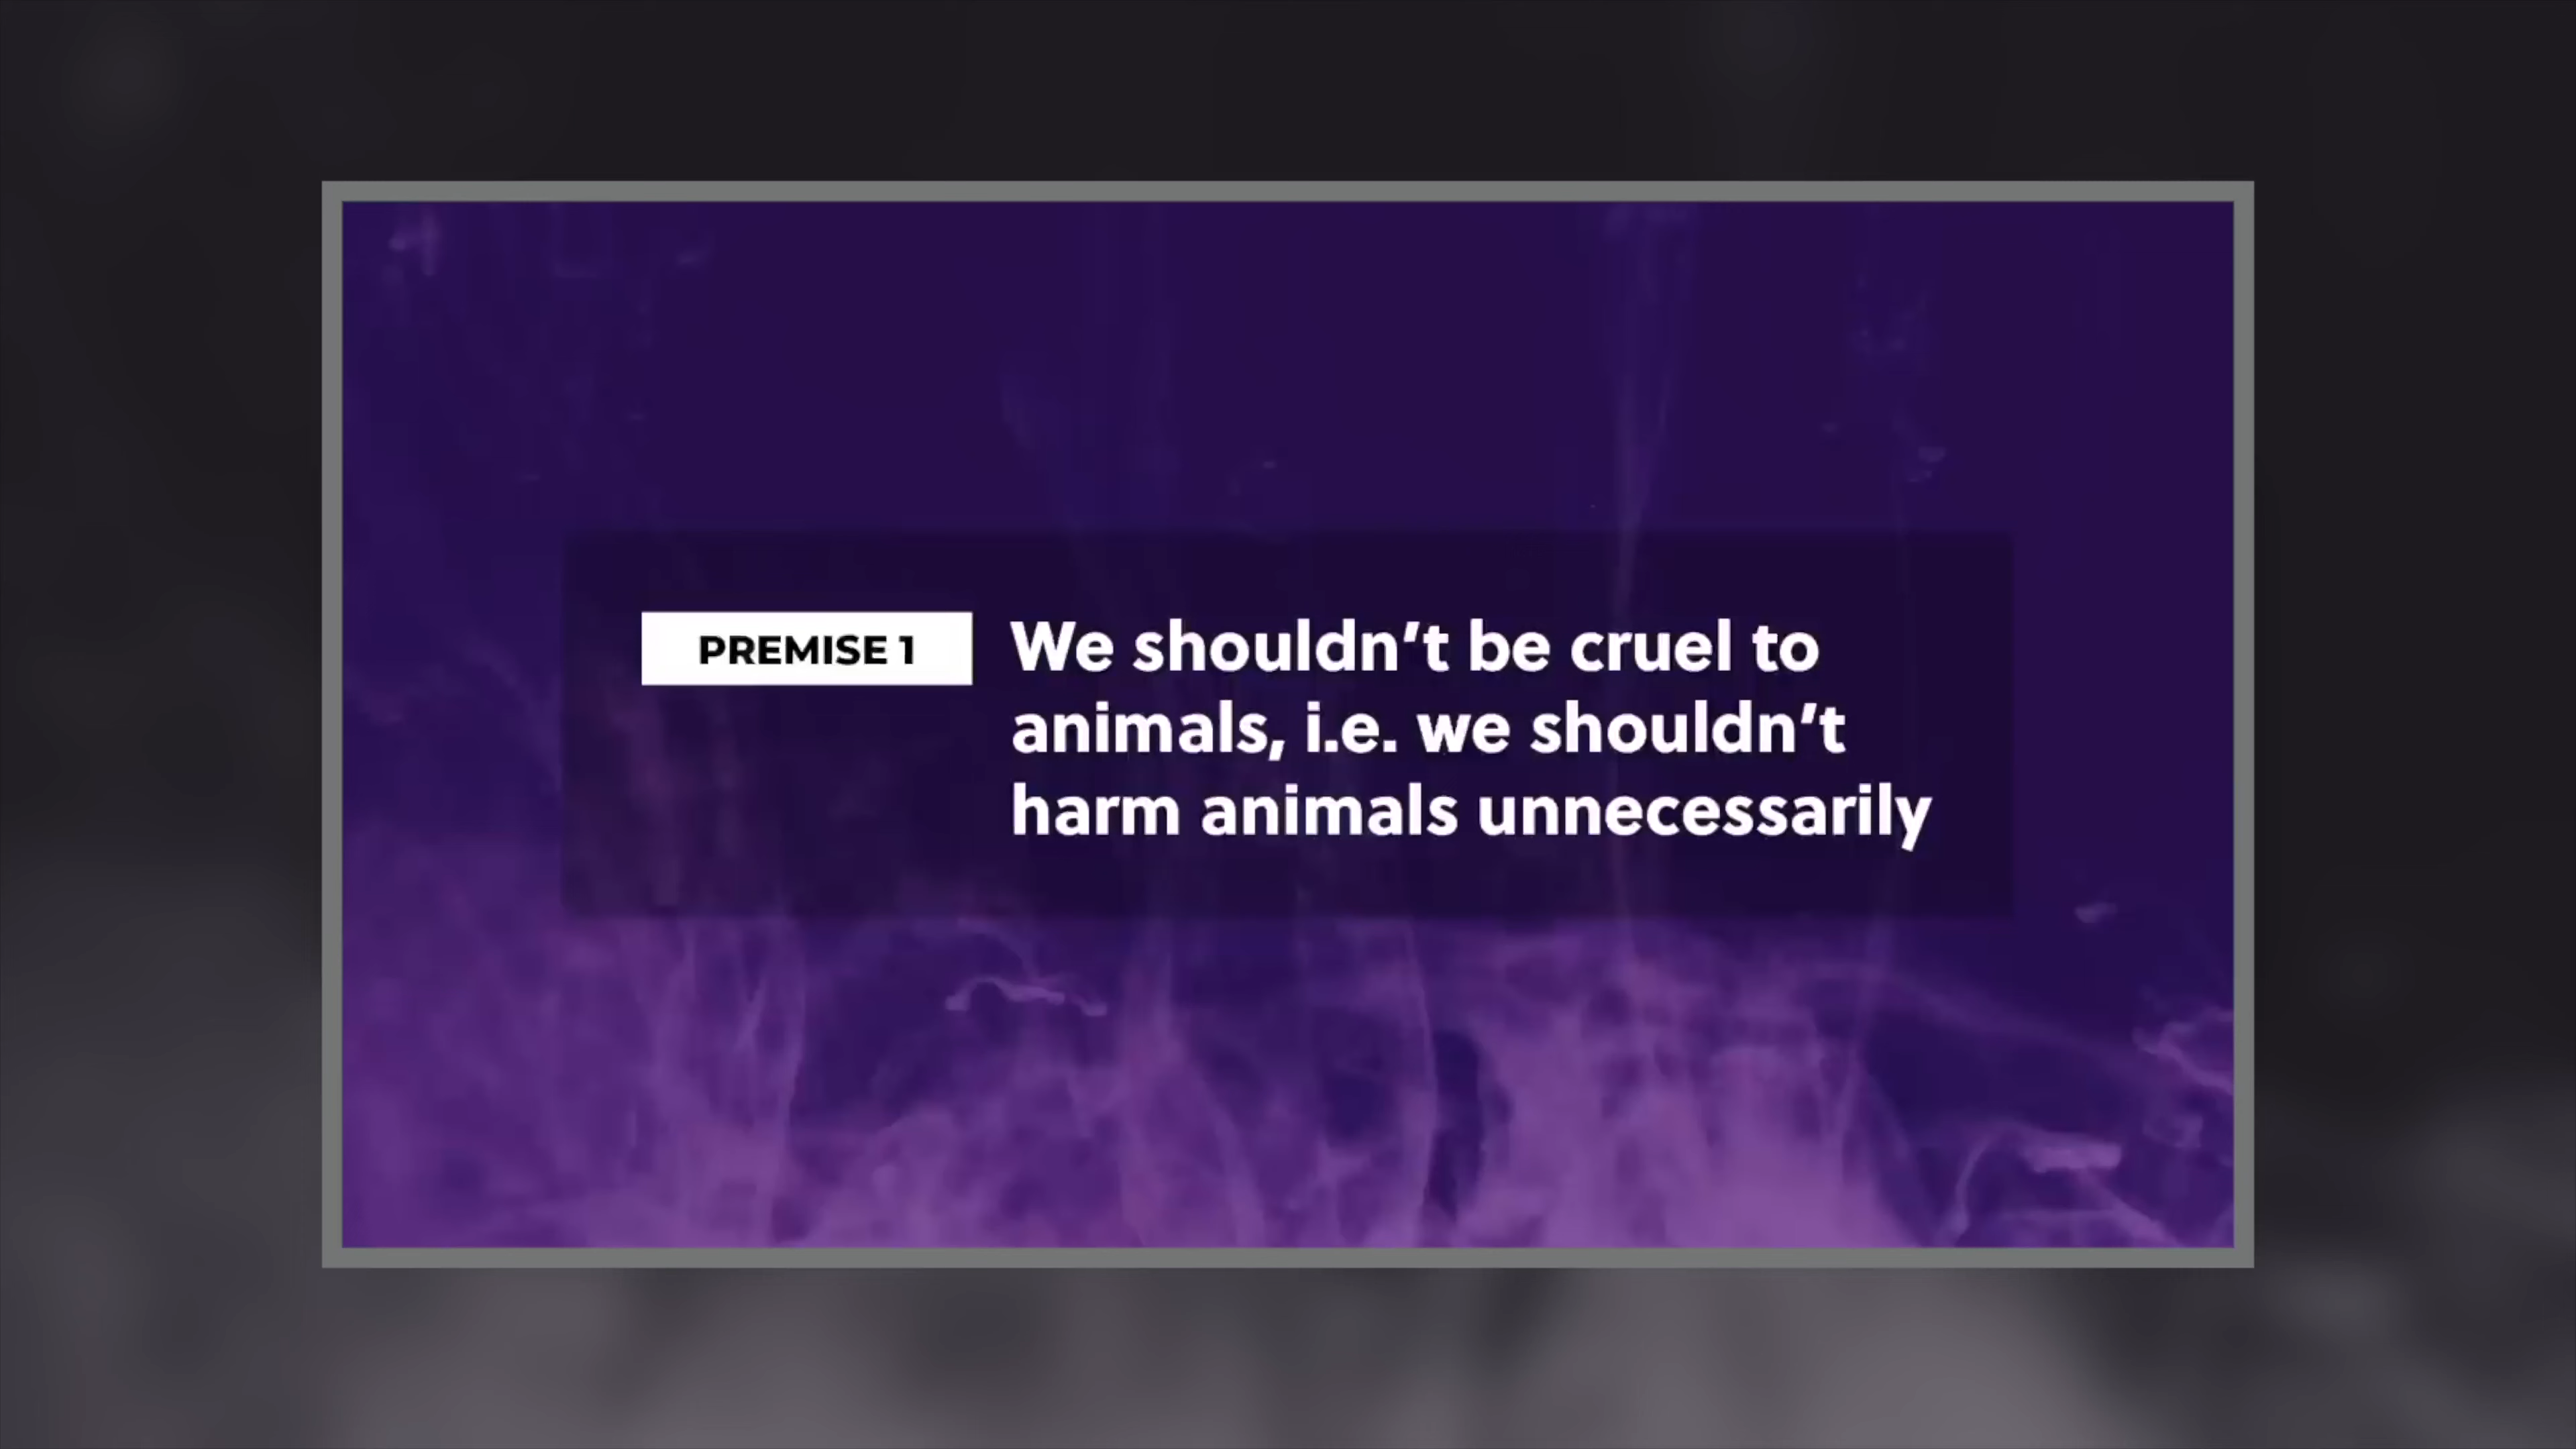 PREMISE 1
We shouldn’t be cruel to
animals, i.e. we shouldn’t
harm animals unnecessarily